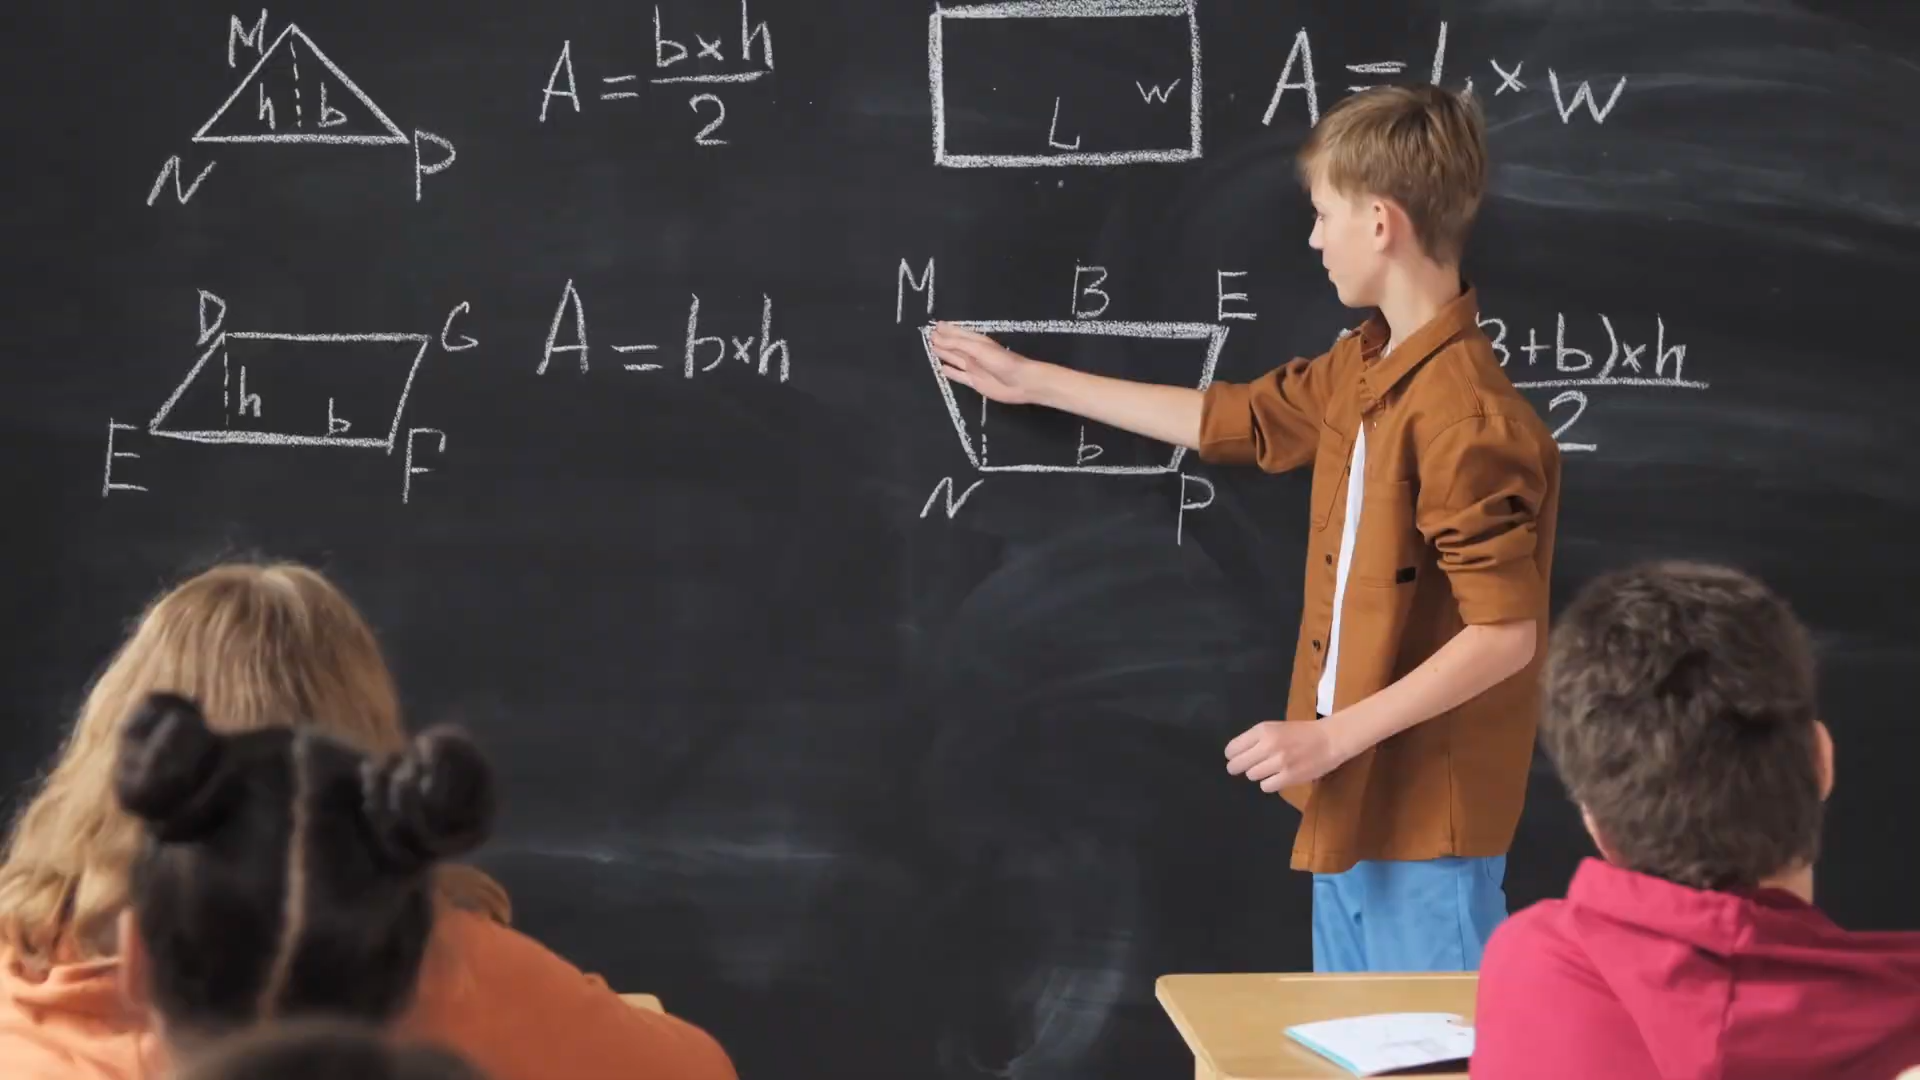 M
h b
N P
A = b×h
2
W
L
A = L × W
D G
h b
E F
A = b×h
M B E
b
N P
+b)×h
2